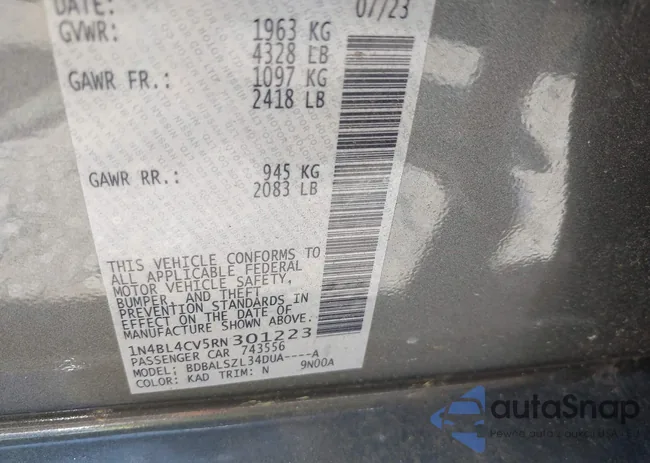 DATE: 07/23
GVWR: 1963 KG
4328 LB
GAWR FR.: 1097 KG
2418 LB
GAWR RR.: 945 KG
2083 LB
THIS VEHICLE CONFORMS TO
ALL APPLICABLE FEDERAL
MOTOR VEHICLE SAFETY,
BUMPER, AND THEFT
PREVENTION STANDARDS IN
EFFECT ON THE DATE OF
MANUFACTURE SHOWN ABOVE.
1N4BL4CV5RN301223
PASSENGER CAR 743556
MODEL: BDBALSZL34DUA----A
COLOR: KAD TRIM: N 9N00A
autaSnap